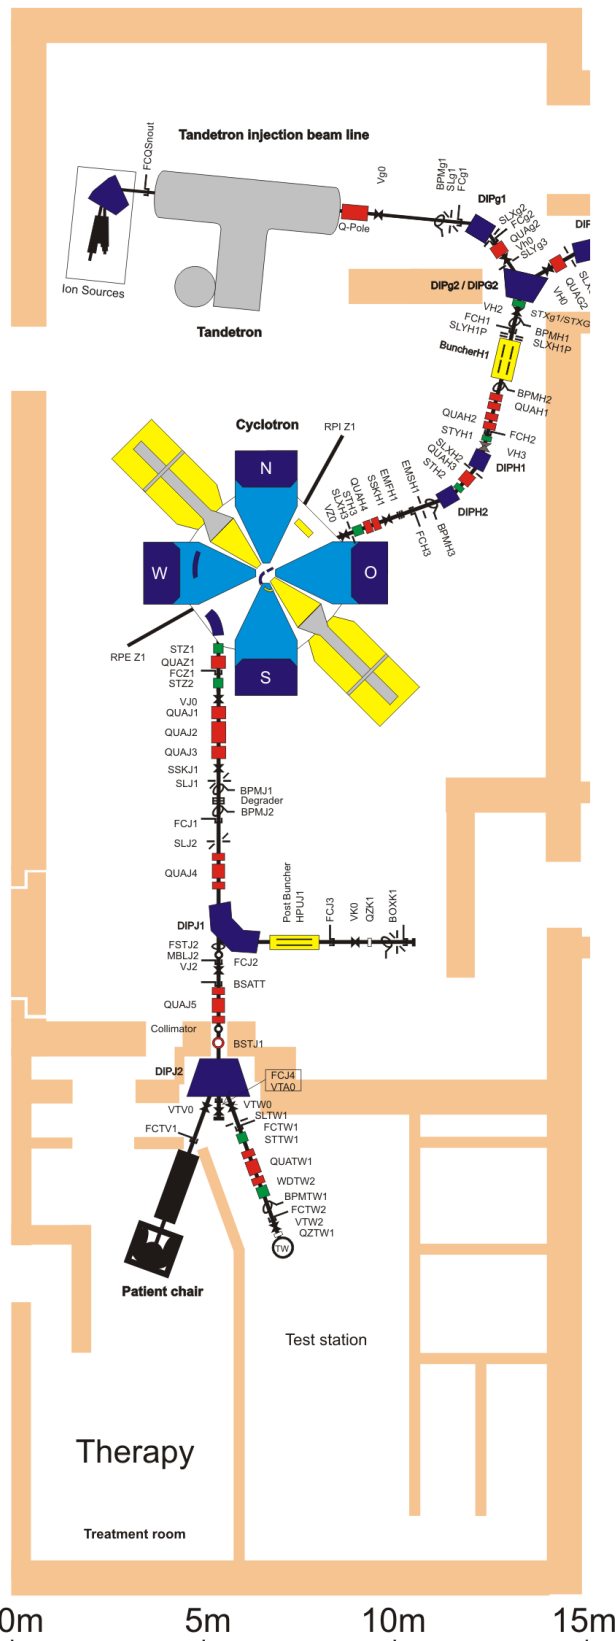 Tandetron injection beam line
FCQSnout
Vg0
BPMg1
SLg1
FCg1
DIPg1
SLXg2
FCg2
QUAg2
Vh0
SLYg3
Q-Pole
DIPg2 / DIPG2
QUAG2
VH0
Ion Sources
Tandetron
VH2
STXg1/STXG
FCH1
SLYH1P
BPMH1
SLXH1P
BuncherH1
BPMH2
QUAH1
QUAH2
STYH1
FCH2
VH3
SLXH2
QUAH3
STH2
DIPH1
DIPH2
Cyclotron
RPI Z1
EMSH1
EMFH1
SSKH1
QUAH4
STH3
SLXH3
VZ0
FCH3
BPMH3
N
W
O
S
RPE Z1
STZ1
QUAZ1
FCZ1
STZ2
VJ0
QUAJ1
QUAJ2
QUAJ3
SSKJ1
SLJ1
BPMJ1
Degrader
BPMJ2
FCJ1
SLJ2
QUAJ4
Post Buncher
HPUJ1
FCJ3
VK0
QZK1
BOXK1
DIPJ1
FSTJ2
MBLJ2
VJ2
FCJ2
BSATT
QUAJ5
Collimator
BSTJ1
DIPJ2
FCJ4
VTA0
VTV0
VTW0
SLTW1
FCTV1
FCTW1
STTW1
QUATW1
WDTW2
BPMTW1
FCTW2
VTW2
QZTW1
TW
Patient chair
Test station
Therapy
Treatment room
0m 5m 10m 15m